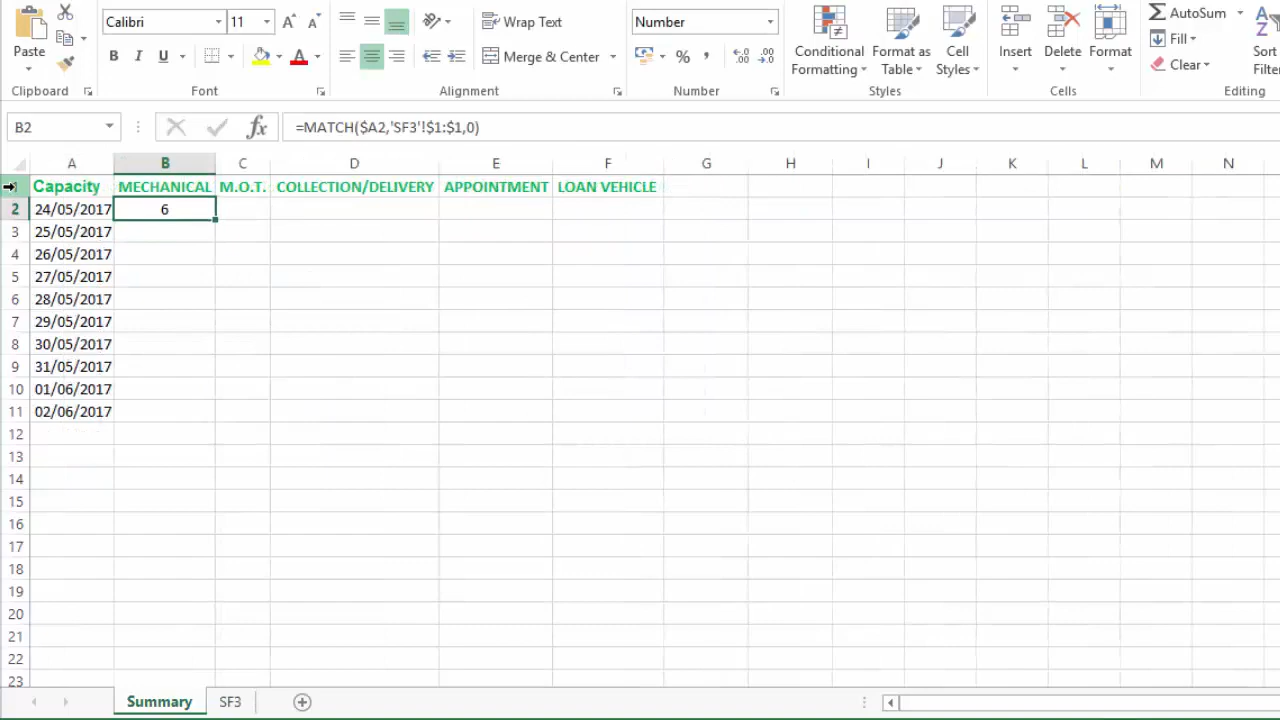 Calibri 11 Wrap Text Number AutoSum
Paste B I U Merge & Center % Conditional Formatting Format as Table Cell Styles Insert Delete Format Fill Clear Sort Filter
Clipboard Font Alignment Number Styles Cells Editing
B2 fx =MATCH($A2,'SF3'!$1:$1,0)
A B C D E F G H I J K L M N
Capacity MECHANICAL M.O.T. COLLECTION/DELIVERY APPOINTMENT LOAN VEHICLE
2 24/05/2017 6
3 25/05/2017
4 26/05/2017
5 27/05/2017
6 28/05/2017
7 29/05/2017
8 30/05/2017
9 31/05/2017
10 01/06/2017
11 02/06/2017
12
13
14
15
16
17
18
19
20
21
22
23
Summary SF3